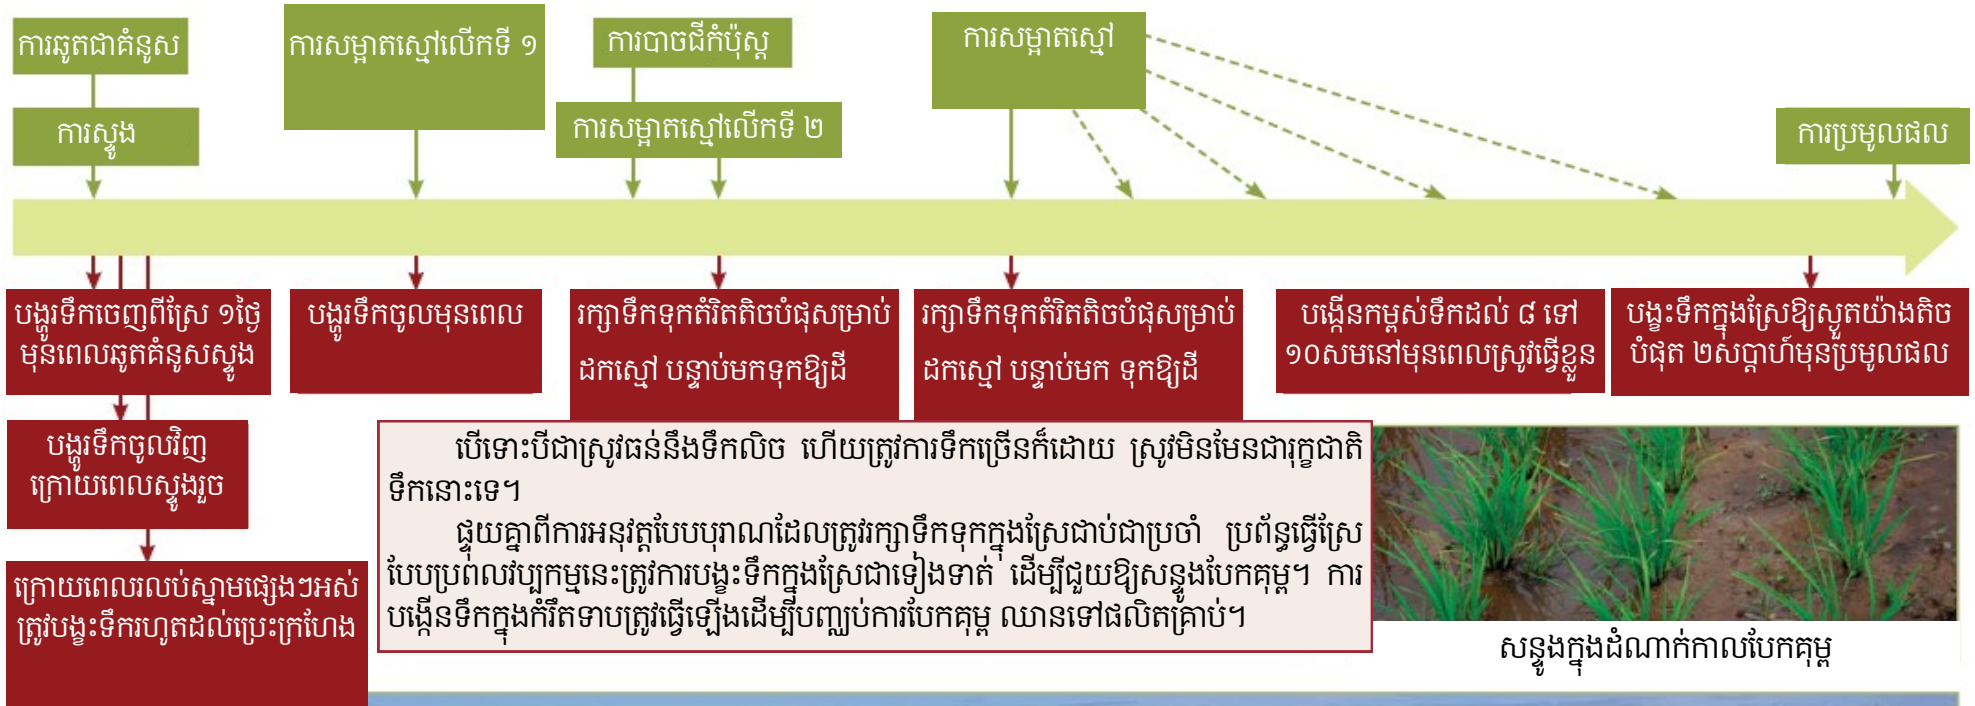 ការឆូតជាគំនូស
ការស្ទូង
ការសម្អាតស្មៅលើកទី ១
ការបាចជីកំប៉ុស្ត
ការសម្អាតស្មៅលើកទី ២
ការសម្អាតស្មៅ
ការប្រមូលផល
បង្ហូរទឹកចេញពីស្រែ ១ថ្ងៃ
មុនពេលឆូតគំនូសស្ទូង
បង្ហូរទឹកចូលវិញ
ក្រោយពេលស្ទូងរួច
ក្រោយពេលរលប់ស្នាមផ្សេងៗអស់
ត្រូវបង្ខះទឹករហូតដល់ប្រេះក្រហែង
បង្ហូរទឹកចូលមុនពេល
រក្សាទឹកទុកតំរិតតិចបំផុសម្រាប់
ដកស្មៅ បន្ទាប់មកទុកឱ្យដី
រក្សាទឹកទុកតំរិតតិចបំផុសម្រាប់
ដកស្មៅ បន្ទាប់មក ទុកឱ្យដី
បង្កើនកម្ពស់ទឹកដល់ ៨ ទៅ
១០សមនៅមុនពេលស្រូវធ្វើខ្លួន
បង្ខះទឹកក្នុងស្រែឱ្យស្ងួតយ៉ាងតិច
បំផុត ២សប្តាហ៍មុនប្រមូលផល
បើទោះបីជាស្រូវធន់នឹងទឹកលិច ហើយត្រូវការទឹកច្រើនក៏ដោយ ស្រូវមិនមែនជារុក្ខជាតិ
ទឹកនោះទេ។
ផ្ទុយគ្នាពីការអនុវត្តបែបបុរាណដែលត្រូវរក្សាទឹកទុកក្នុងស្រែជាប់ជាប្រចាំ ប្រព័ន្ធធ្វើស្រែ
បែបប្រពលវប្បកម្មនេះត្រូវការបង្ខះទឹកក្នុងស្រែជាទៀងទាត់ ដើម្បីជួយឱ្យសន្ទូងបែកគុម្ព។ ការ
បង្កើនទឹកក្នុងកំរឹតទាបត្រូវធ្វើឡើងដើម្បីបញ្ឈប់ការបែកគុម្ព ឈានទៅផលិតគ្រាប់។
សន្ទូងក្នុងដំណាក់កាលបែកគុម្ព